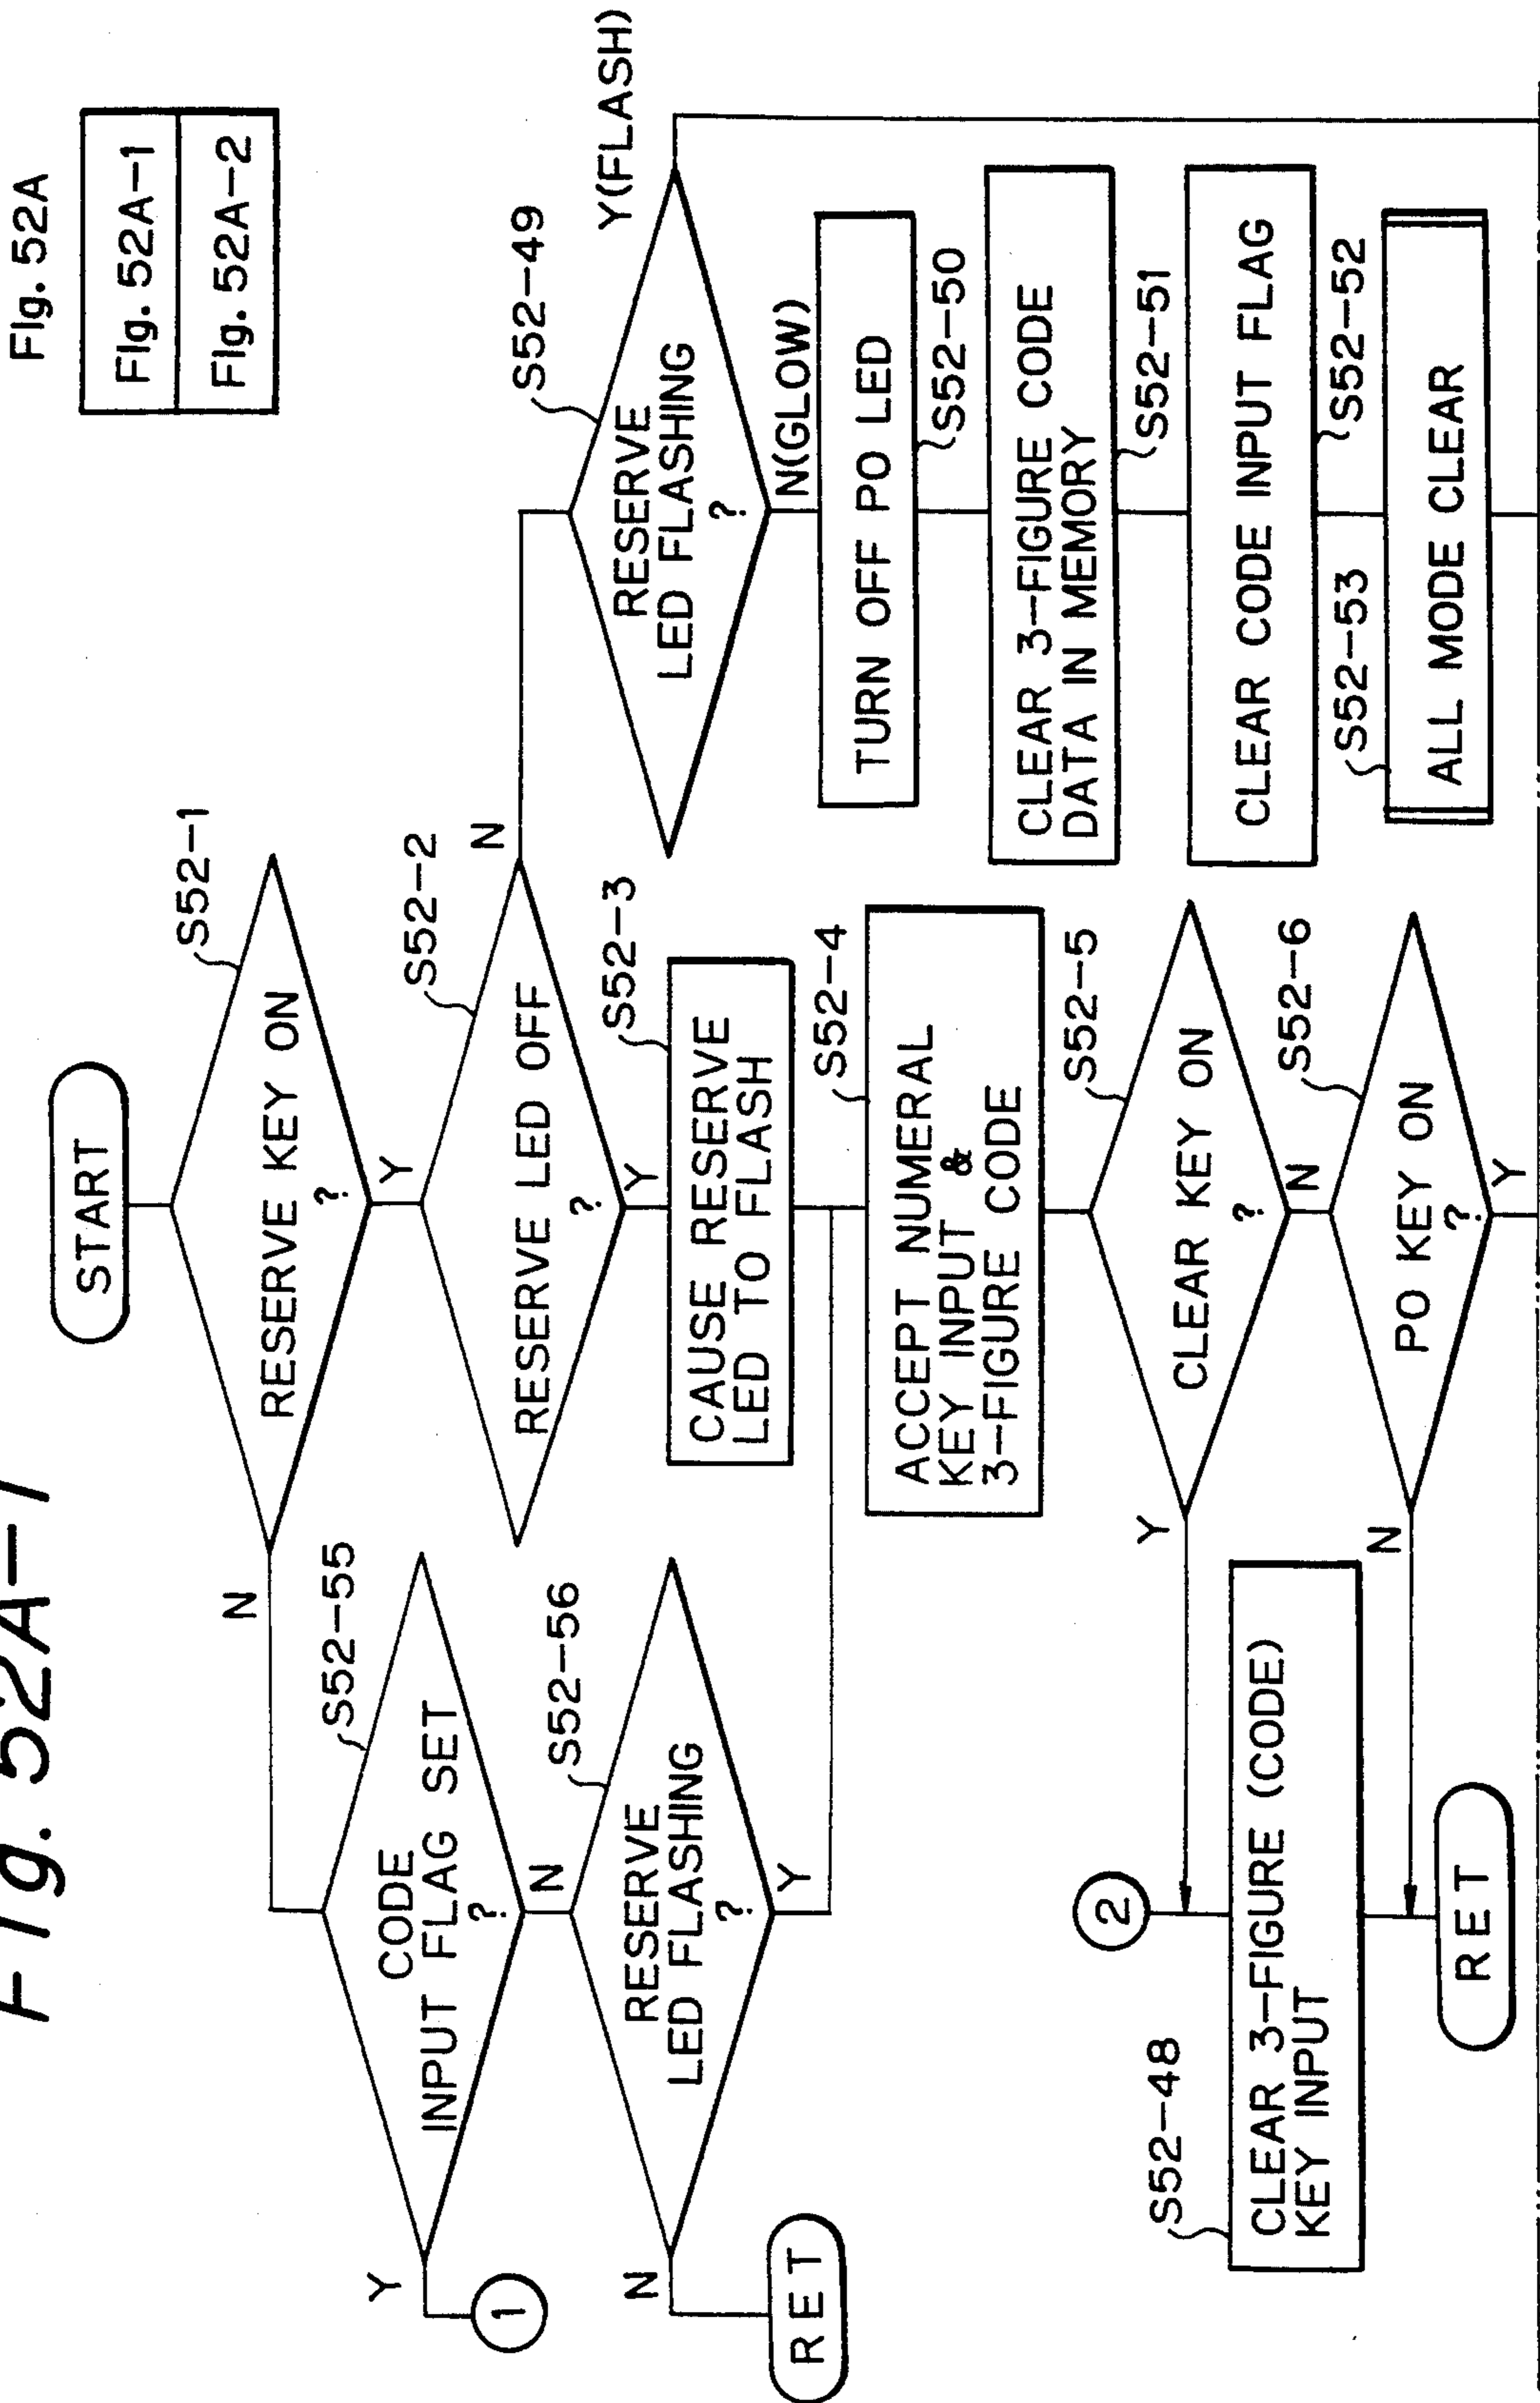 Fig. 52A-1
Fig. 52A
Fig. 52A-1
Fig. 52A-2
START
S52-1
RESERVE KEY ON
?
N
Y
S52-55
CODE
INPUT FLAG SET
?
Y
N
1
S52-56
RESERVE
LED FLASHING
?
N
Y
RET
S52-2
RESERVE LED OFF
?
N
Y
S52-3
CAUSE RESERVE
LED TO FLASH
S52-4
ACCEPT NUMERAL
KEY INPUT &
3-FIGURE CODE
S52-5
CLEAR KEY ON
?
Y
N
S52-6
PO KEY ON
?
N
Y
2
S52-48
CLEAR 3-FIGURE (CODE)
KEY INPUT
RET
S52-49
RESERVE
LED FLASHING
?
Y(FLASH)
N(GLOW)
TURN OFF PO LED
S52-50
CLEAR 3-FIGURE CODE
DATA IN MEMORY
S52-51
CLEAR CODE INPUT FLAG
S52-52
S52-53
ALL MODE CLEAR